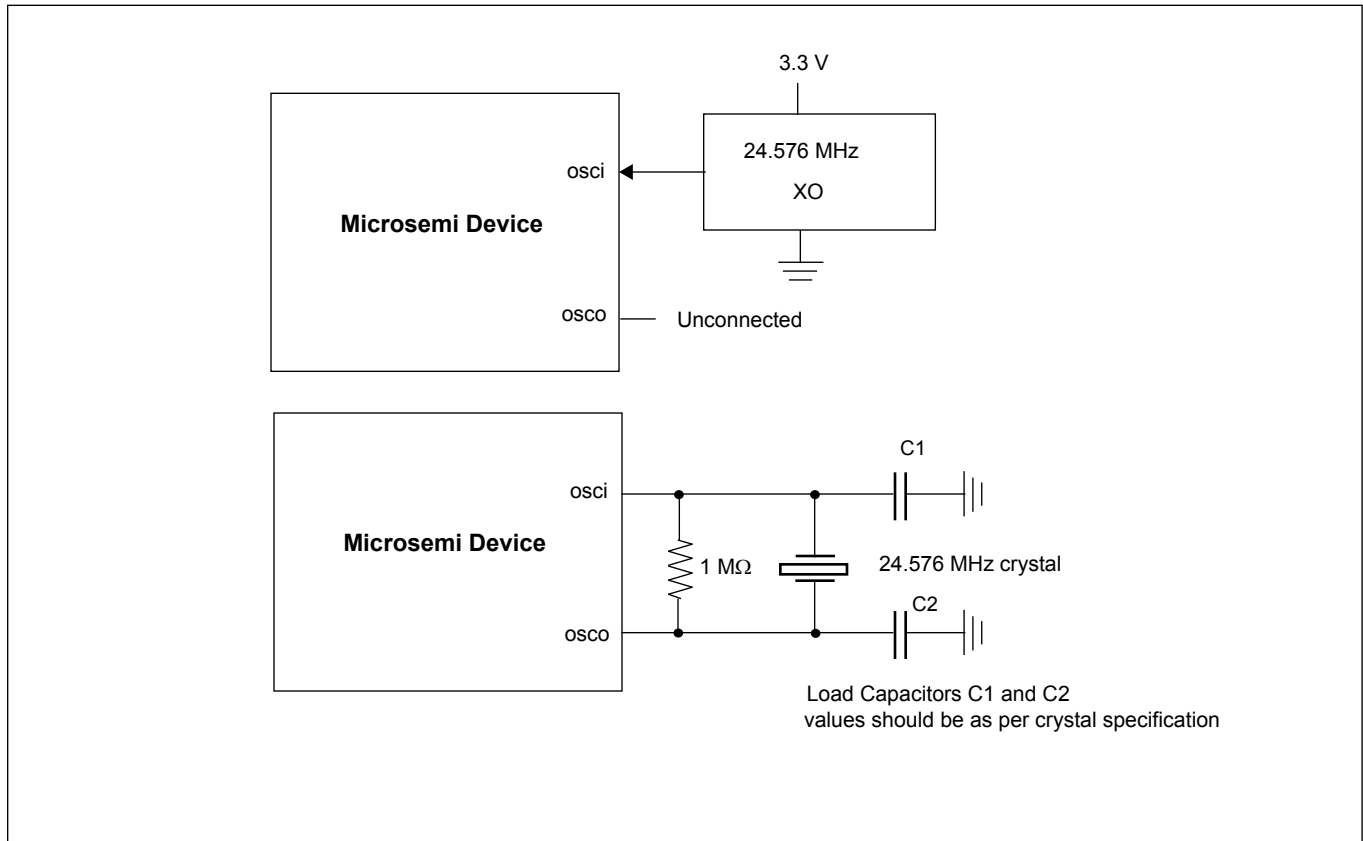 3.3 V
24.576 MHz
XO
osci
Microsemi Device
osco
Unconnected
C1
osci
Microsemi Device
1 MΩ
24.576 MHz crystal
C2
osco
Load Capacitors C1 and C2
values should be as per crystal specification